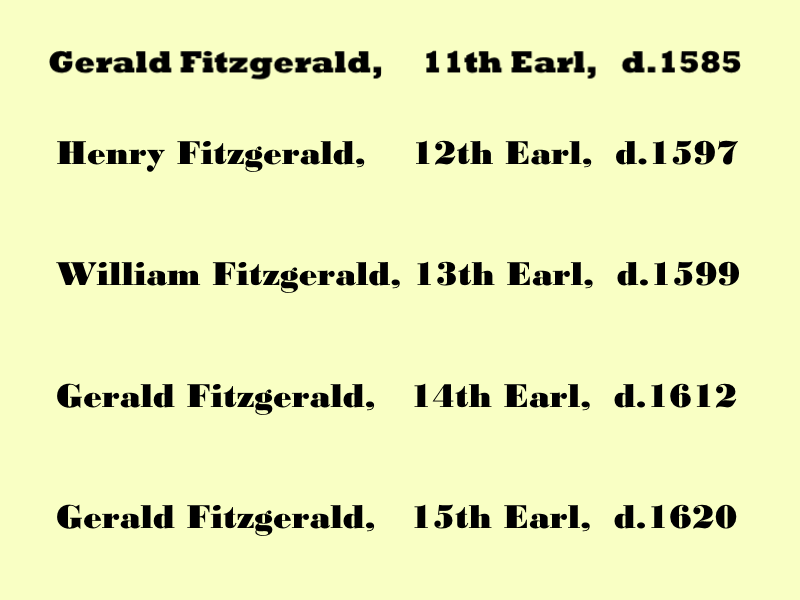 Gerald Fitzgerald, 11th Earl, d.1585
Henry Fitzgerald, 12th Earl, d.1597
William Fitzgerald, 13th Earl, d.1599
Gerald Fitzgerald, 14th Earl, d.1612
Gerald Fitzgerald, 15th Earl, d.1620